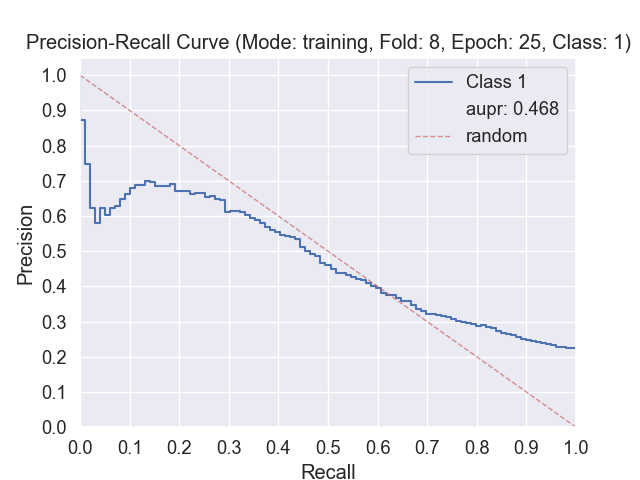 Precision-Recall Curve (Mode: training, Fold: 8, Epoch: 25, Class: 1)
Class 1
aupr: 0.468
random
Precision
1.0
0.9
0.8
0.7
0.6
0.5
0.4
0.3
0.2
0.1
0.0
0.0 0.1 0.2 0.3 0.4 0.5 0.6 0.7 0.8 0.9 1.0
Recall